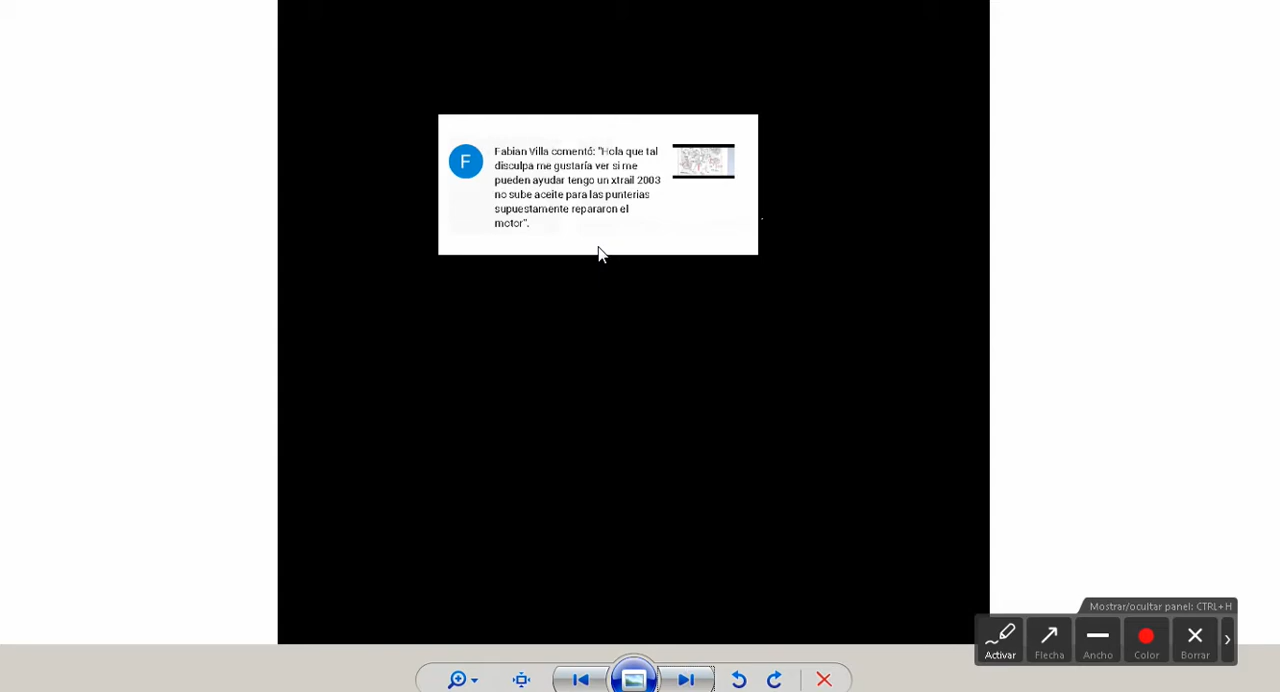 F
Fabian Villa comentó: "Hola que tal
disculpa me gustaría ver si me
pueden ayudar tengo un xtrail 2003
no sube aceite para las punterias
supuestamente repararon el
motor".
Mostrar/ocultar panel: CTRL+H
Activar
Flecha
Ancho
Color
Borrar